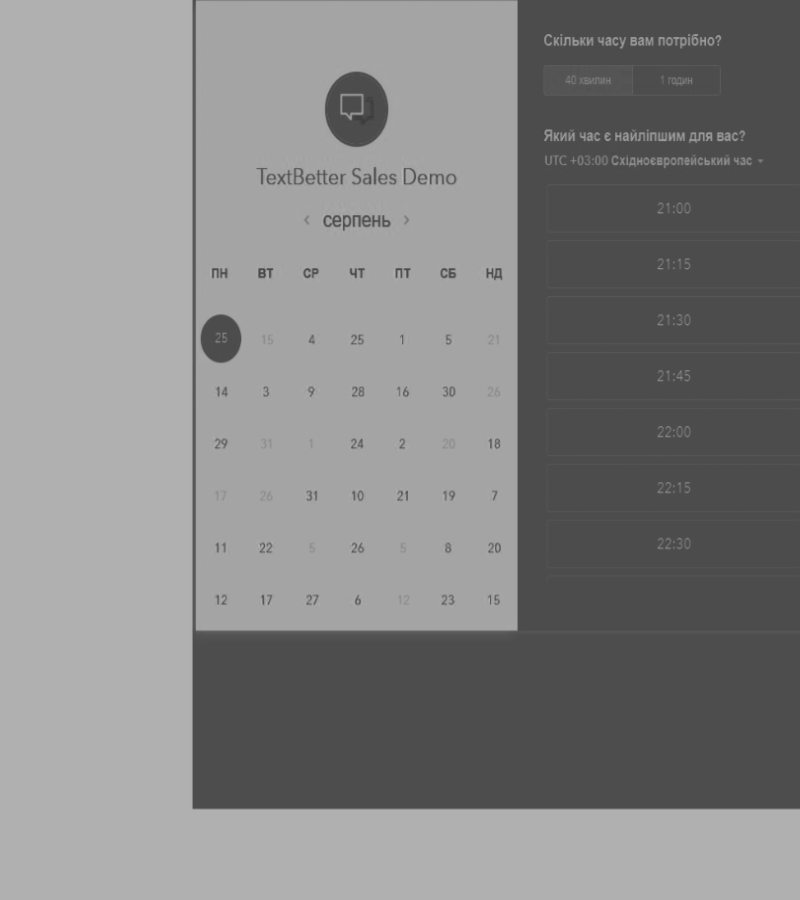 TextBetter Sales Demo
‹ серпень ›
ПН ВТ СР ЧТ ПТ СБ НД
25 15 4 25 1 5 21
14 3 9 28 16 30 26
29 31 1 24 2 20 18
17 26 31 10 21 19 7
11 22 5 26 5 8 20
12 17 27 6 12 23 15
Скільки часу вам потрібно?
40 хвилин 1 годин
Який час є найліпшим для вас?
UTC +03:00 Східноєвропейський час
21:00
21:15
21:30
21:45
22:00
22:15
22:30